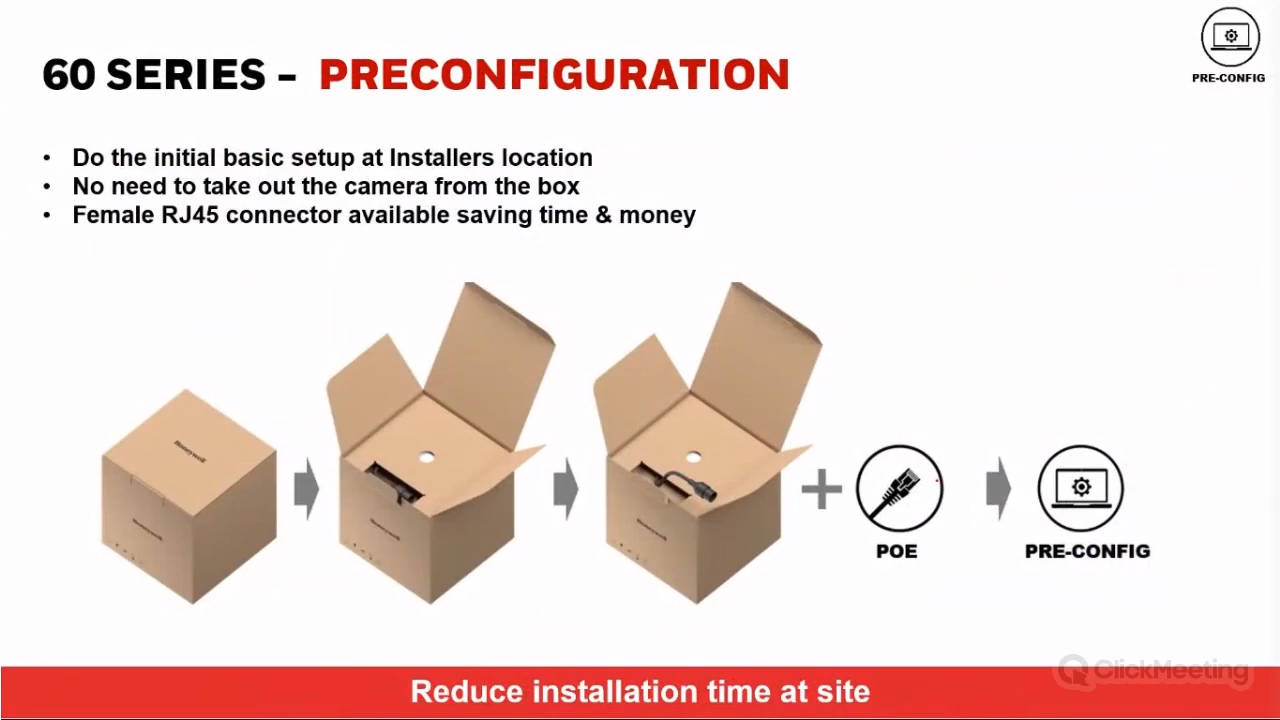 PRE-CONFIG
60 SERIES – PRECONFIGURATION
• Do the initial basic setup at Installers location
• No need to take out the camera from the box
• Female RJ45 connector available saving time & money
Honeywell
Honeywell
Honeywell
Honeywell
POE
PRE-CONFIG
ClickMeeting
Reduce installation time at site